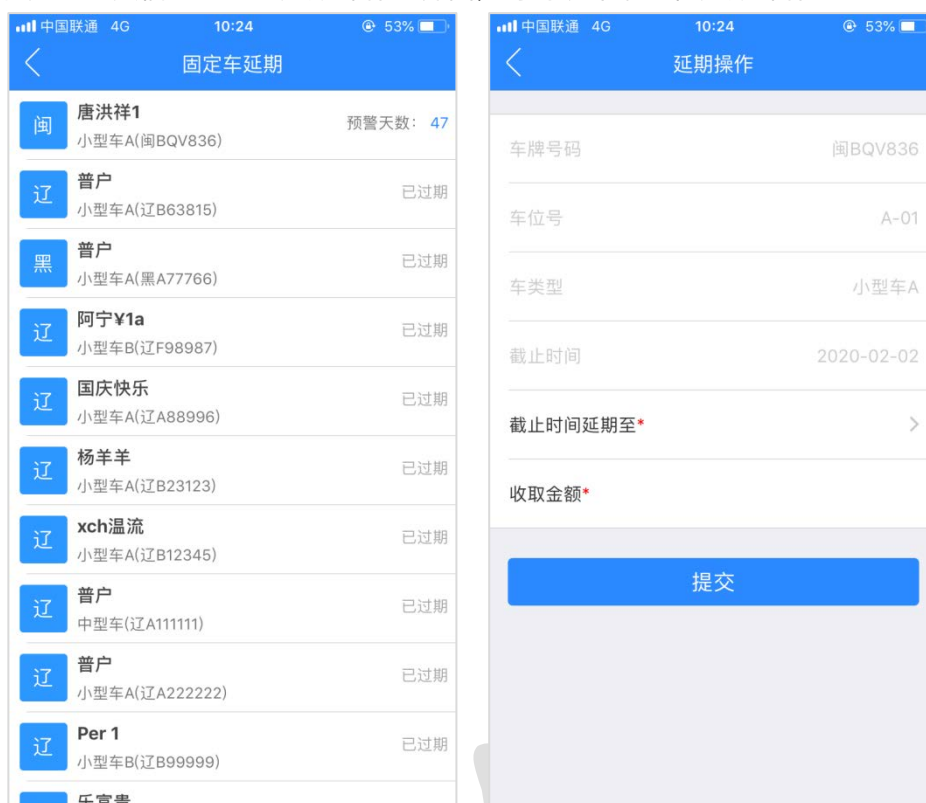 中国联通 4G 10:24 53%
固定车延期
闽 唐洪祥1 预警天数: 47
小型车A(闽BQV836)
辽 普户 已过期
小型车A(辽B63815)
黑 普户 已过期
小型车A(黑A77766)
辽 阿宁¥1a 已过期
小型车B(辽F98987)
辽 国庆快乐 已过期
小型车A(辽A88996)
辽 杨羊羊 已过期
小型车A(辽B23123)
辽 xch温流 已过期
小型车A(辽B12345)
辽 普户 已过期
中型车(辽A111111)
辽 普户 已过期
小型车A(辽A222222)
辽 Per 1 已过期
小型车B(辽B99999)
中国联通 4G 10:24 53%
延期操作
车牌号码 闽BQV836
车位号 A-01
车类型 小型车A
截止时间 2020-02-02
截止时间延期至*
收取金额*
提交